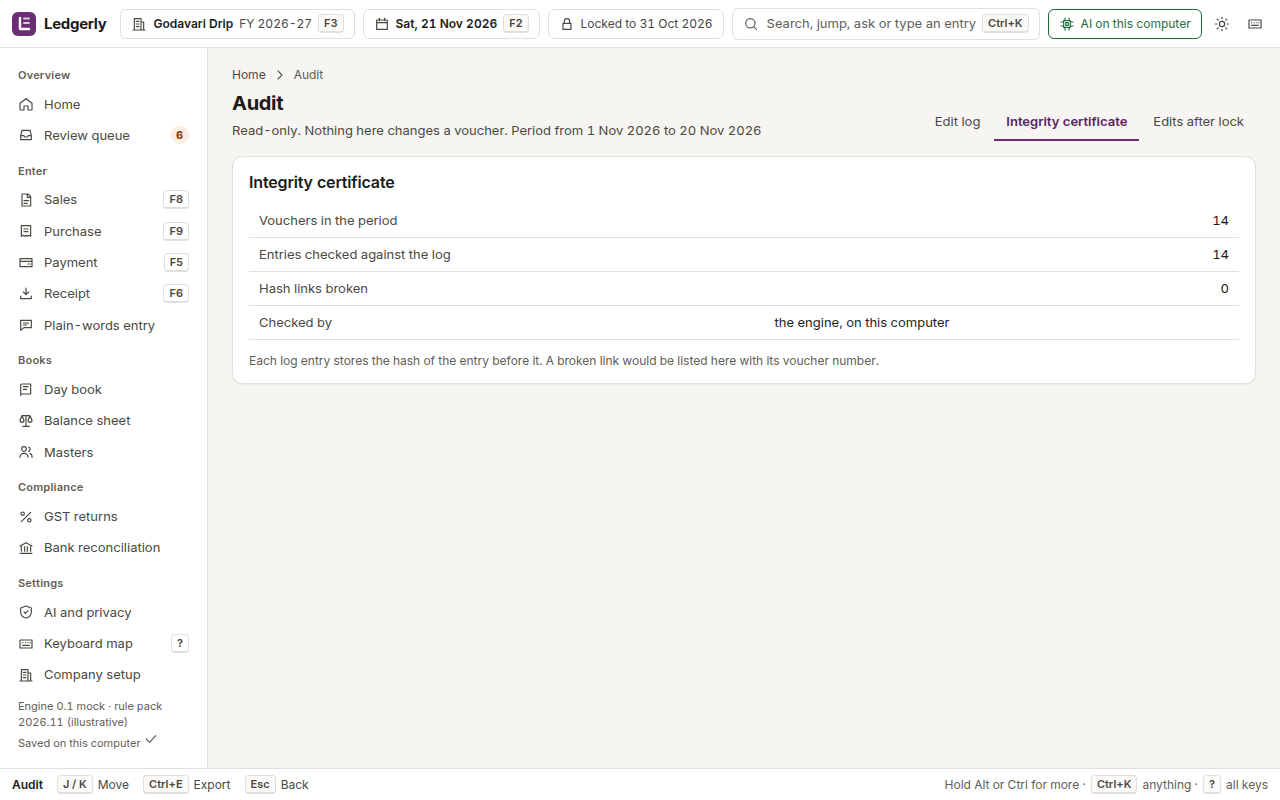 Ledgerly
Godavari Drip FY 2026-27 F3
Sat, 21 Nov 2026 F2
Locked to 31 Oct 2026
Search, jump, ask or type an entry Ctrl+K
AI on this computer
Overview
Home
Review queue 6
Enter
Sales F8
Purchase F9
Payment F5
Receipt F6
Plain-words entry
Books
Day book
Balance sheet
Masters
Compliance
GST returns
Bank reconciliation
Settings
AI and privacy
Keyboard map ?
Company setup
Engine 0.1 mock · rule pack
2026.11 (illustrative)
Saved on this computer
Home Audit
Audit
Read-only. Nothing here changes a voucher. Period from 1 Nov 2026 to 20 Nov 2026
Edit log Integrity certificate Edits after lock
Integrity certificate
Vouchers in the period 14
Entries checked against the log 14
Hash links broken 0
Checked by the engine, on this computer
Each log entry stores the hash of the entry before it. A broken link would be listed here with its voucher number.
Audit J / K Move Ctrl+E Export Esc Back
Hold Alt or Ctrl for more · Ctrl+K anything · ? all keys